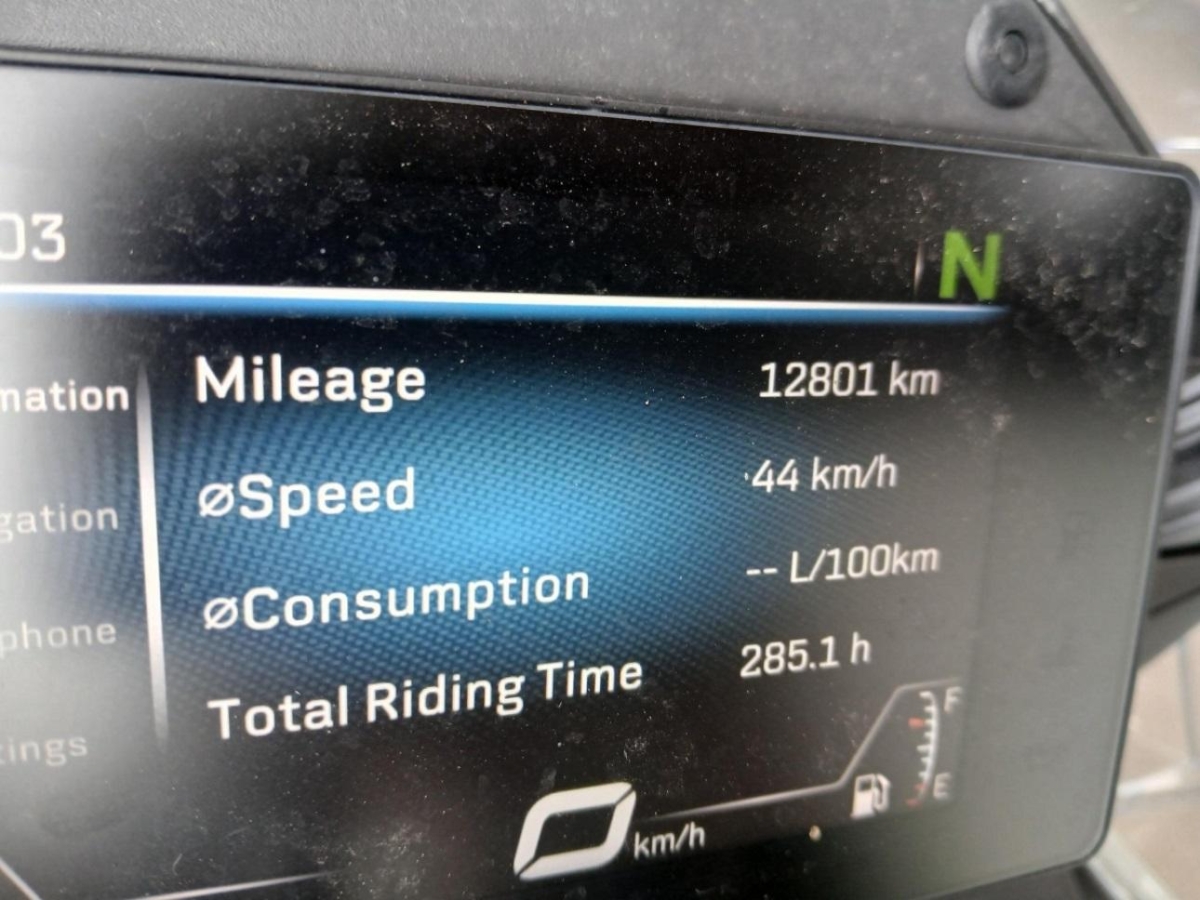 03
N
mation
Mileage 12801 km
gation
øSpeed 44 km/h
phone
øConsumption -- L/100km
tings
Total Riding Time 285.1 h
F
E
0 km/h